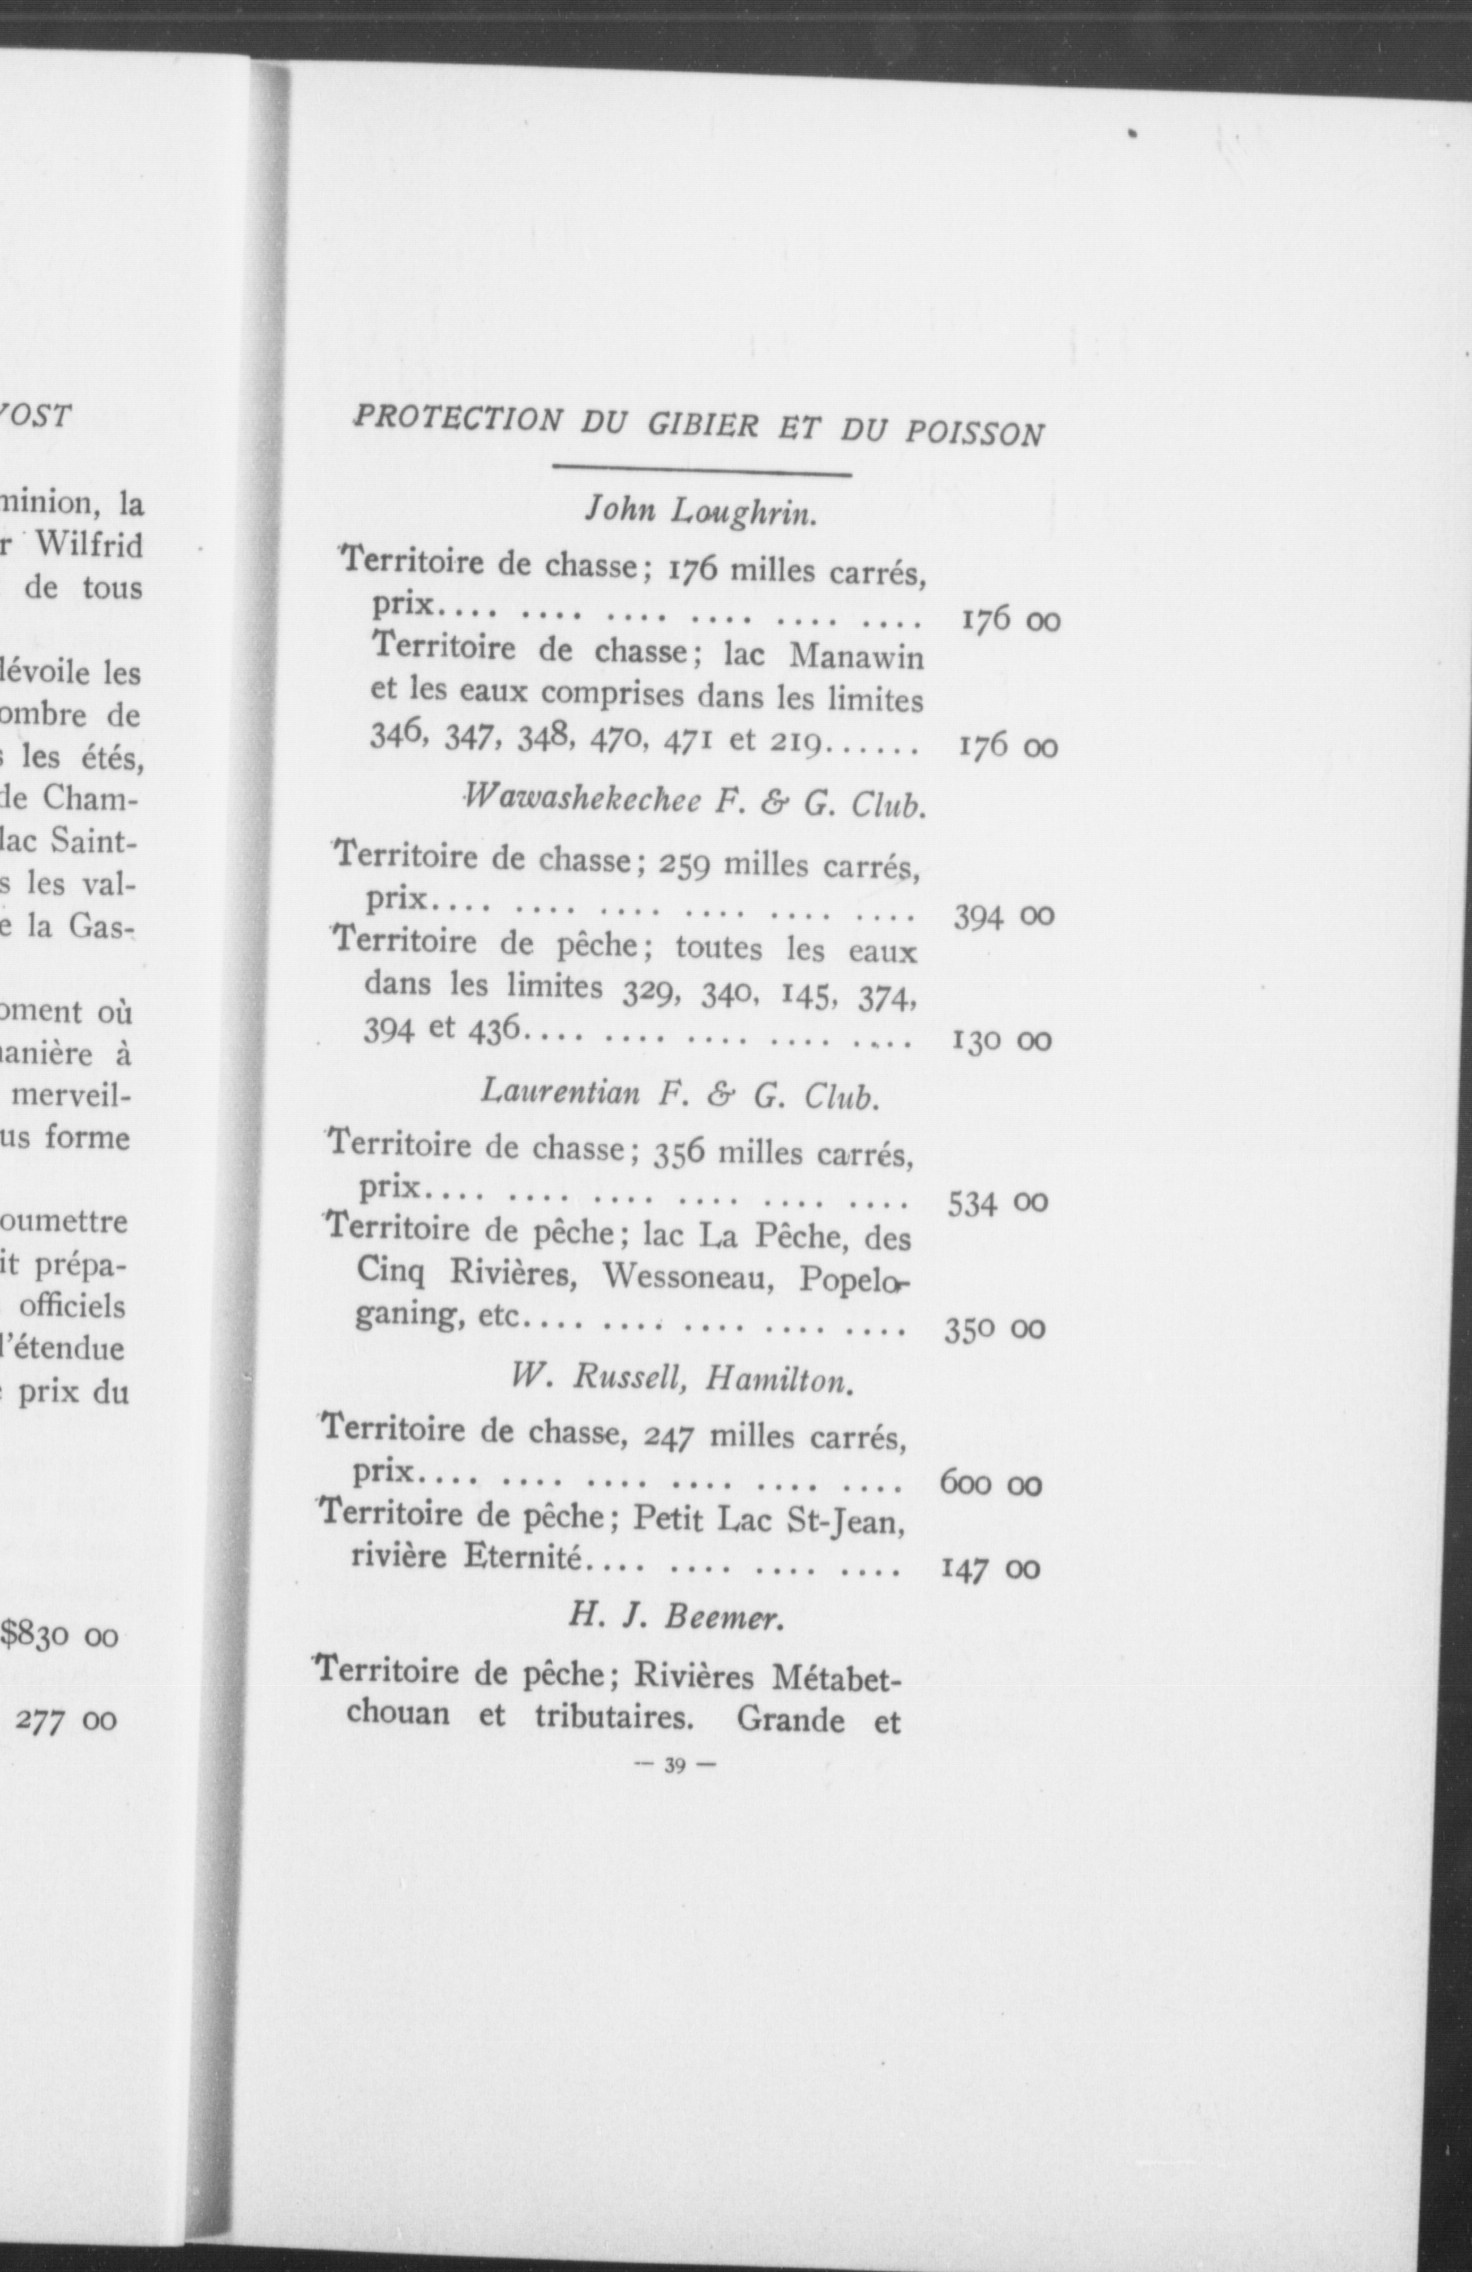 VOST
minion, la
r Wilfrid
de tous
lévoile les
ombre de
s les étés,
de Cham-
lac Saint-
s les val-
e la Gas-
oment où
anière à
merveil-
us forme
oumettre
it prépa-
officiels
l'étendue
prix du
$830 00
277 00
PROTECTION DU GIBIER ET DU POISSON
John Loughrin.
Territoire de chasse; 176 milles carrés,
prix.... .... .... .... .... .... 176 00
Territoire de chasse; lac Manawin
et les eaux comprises dans les limites
346, 347, 348, 470, 471 et 219...... 176 00
Wawashekechee F. & G. Club.
Territoire de chasse; 259 milles carrés,
prix.... .... .... .... .... .... 394 00
Territoire de pêche; toutes les eaux
dans les limites 329, 340, 145, 374,
394 et 436.... .... .... .... .... 130 00
Laurentian F. & G. Club.
Territoire de chasse; 356 milles carrés,
prix.... .... .... .... .... .... 534 00
Territoire de pêche; lac La Pêche, des
Cinq Rivières, Wessoneau, Popelo-
ganing, etc.... .... .... .... .... 350 00
W. Russell, Hamilton.
Territoire de chasse, 247 milles carrés,
prix.... .... .... .... .... .... 600 00
Territoire de pêche; Petit Lac St-Jean,
rivière Eternité.... .... .... .... 147 00
H. J. Beemer.
Territoire de pêche; Rivières Métabet-
chouan et tributaires. Grande et
— 39 —